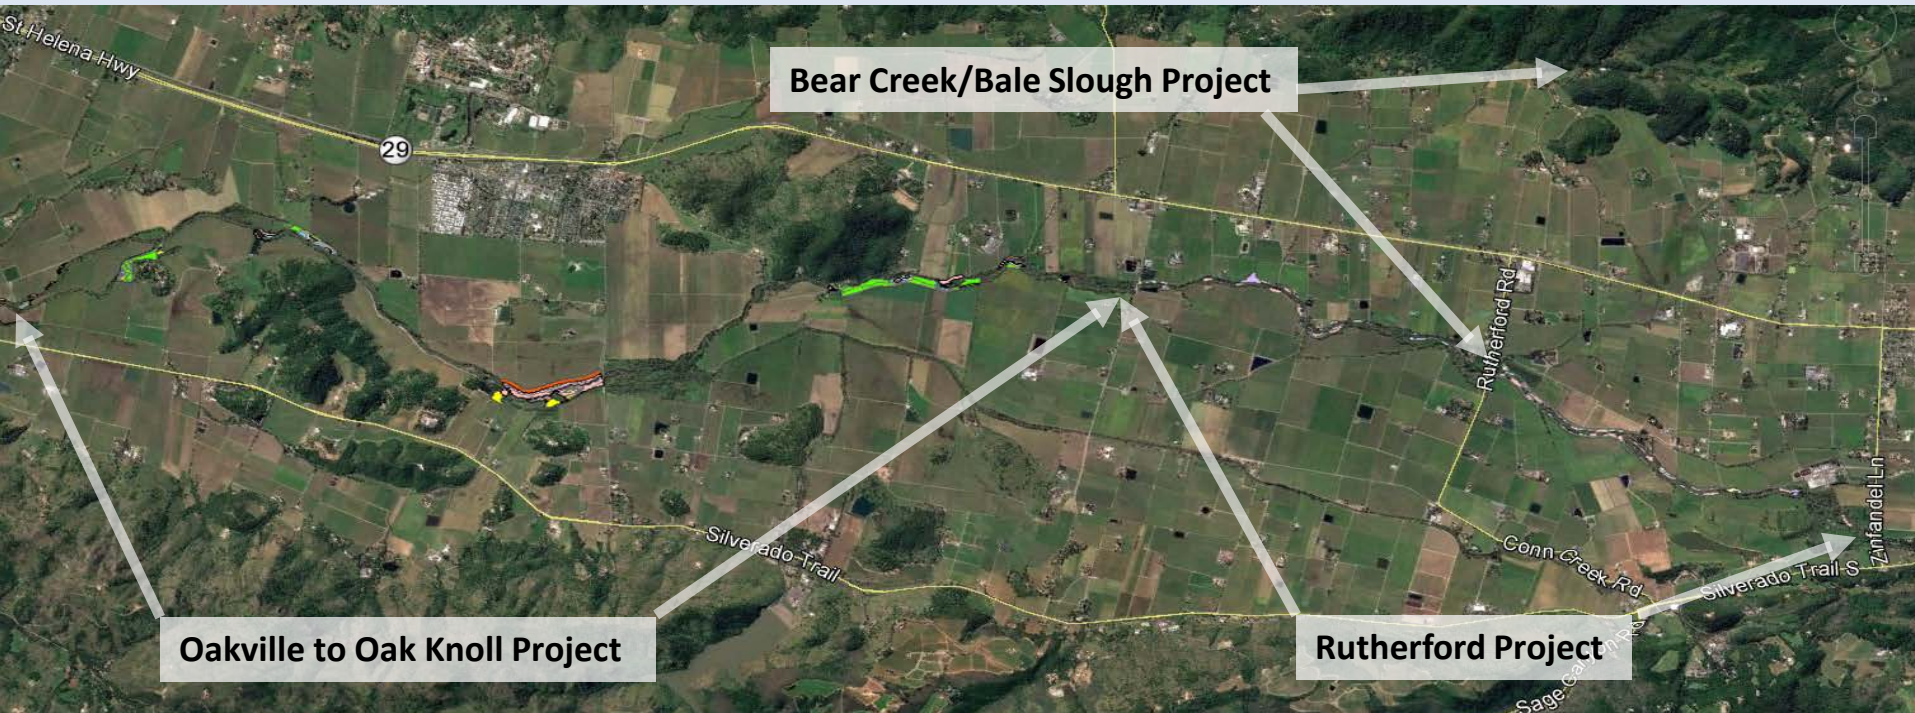 St Helena Hwy
29
Bear Creek/Bale Slough Project
Rutherford Rd
Zinfandel Ln
Silverado Trail
Conn Creek Rd
Silverado Trail S
Oakville to Oak Knoll Project
Rutherford Project
Sage Canyon Rd